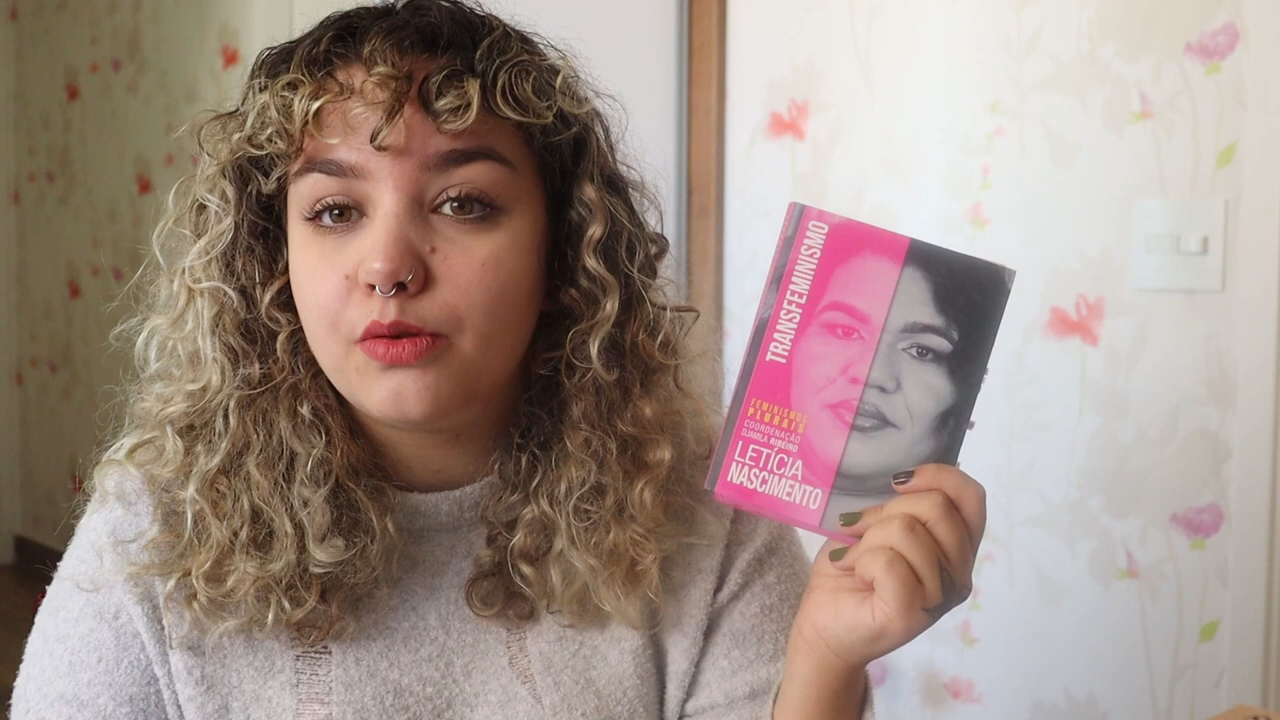 TRANSFEMINISMO
FEMINISMOS
PLURAIS
COORDENAÇÃO
DJAMILA RIBEIRO
LETÍCIA
NASCIMENTO